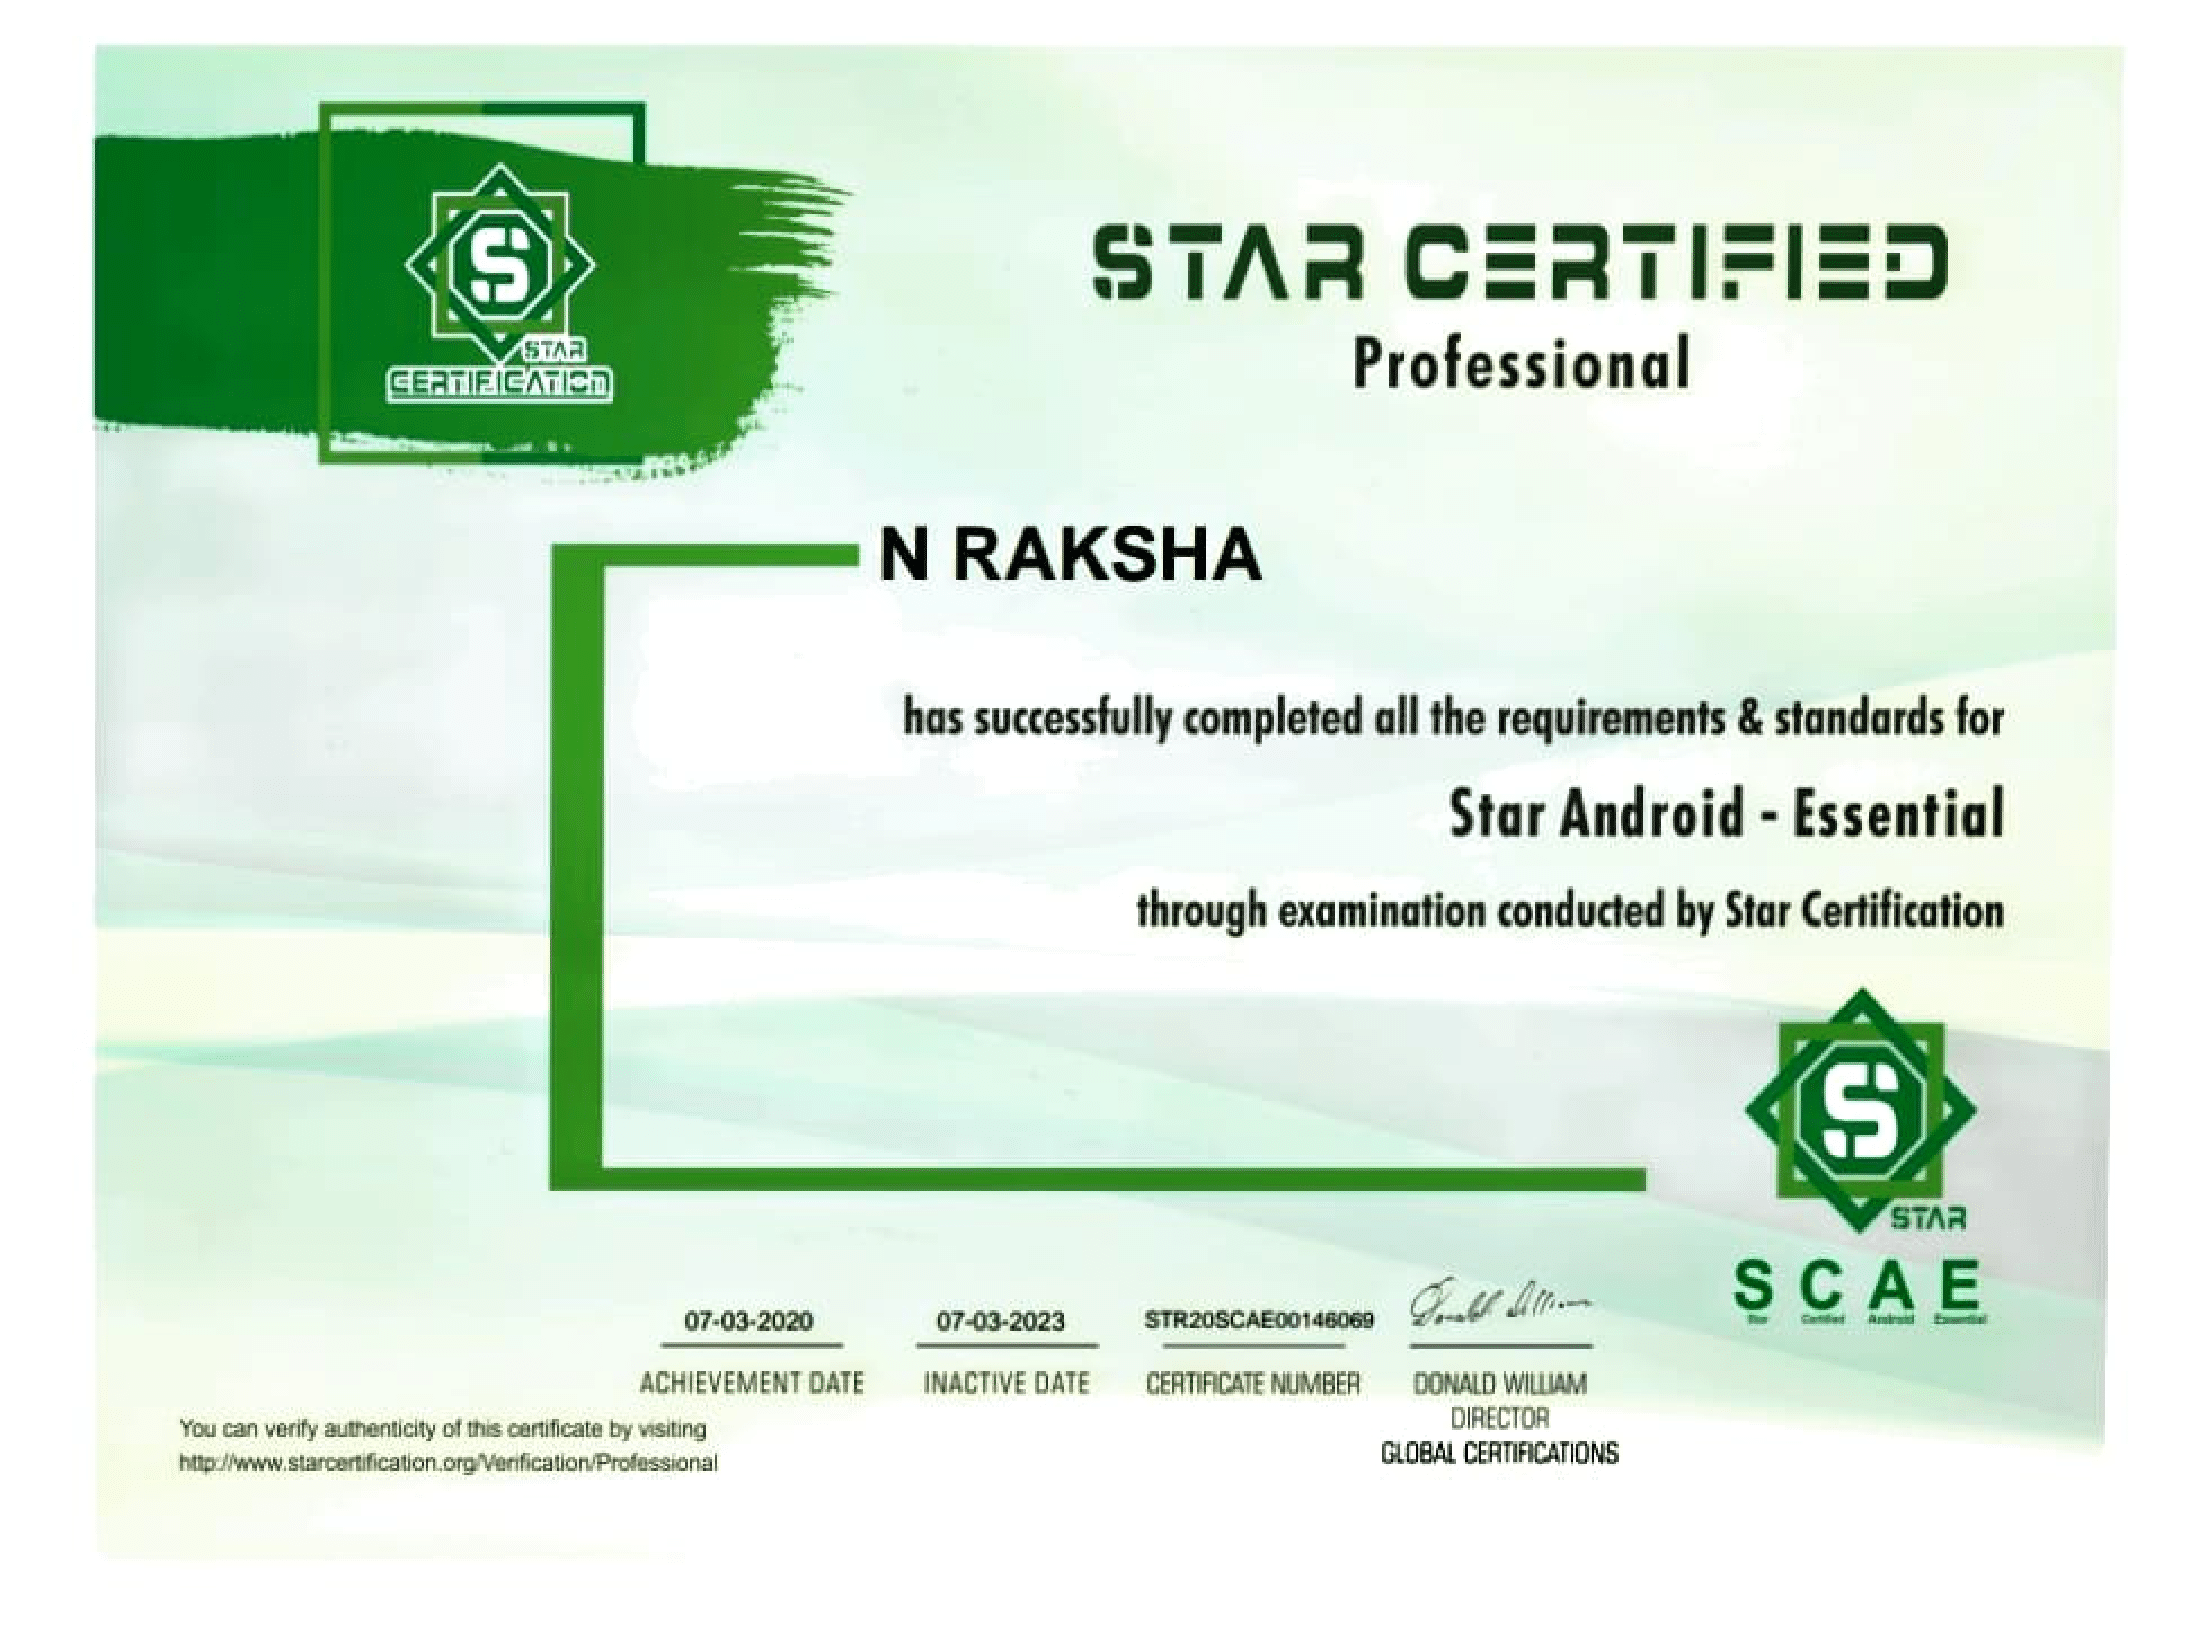 STAR
CERTIFICATION
STAR CERTIFIED
Professional
N RAKSHA
has successfully completed all the requirements & standards for
Star Android - Essential
through examination conducted by Star Certification
STAR
S C A E
Star Certified Android Essential
07-03-2020 07-03-2023 STR20SCAE00146069 Donald William
ACHIEVEMENT DATE INACTIVE DATE CERTIFICATE NUMBER DONALD WILLIAM
DIRECTOR
GLOBAL CERTIFICATIONS
You can verify authenticity of this certificate by visiting
http://www.starcertification.org/Verification/Professional